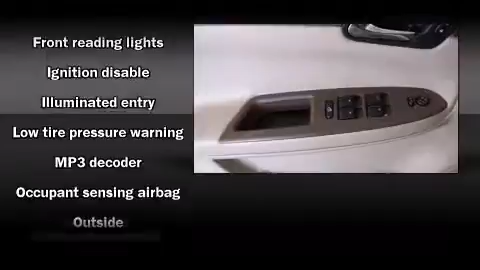 Front reading lights
Ignition disable
Illuminated entry
Low tire pressure warning
MP3 decoder
Occupant sensing airbag
Outside